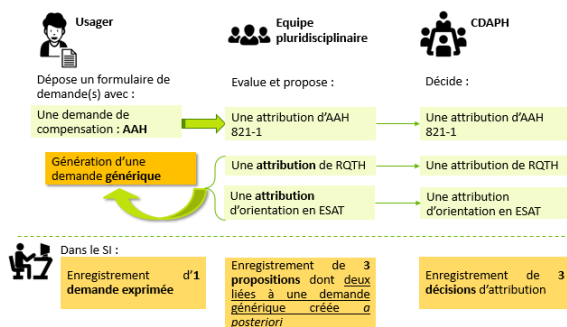 Usager
Equipe
pluridisciplinaire
CDAPH
Dépose un formulaire de
demande(s) avec :
Evalue et propose :
Décide :
Une demande de
compensation : AAH
Une attribution d'AAH
821-1
Une attribution d'AAH
821-1
Génération d'une
demande générique
Une attribution de RQTH
Une attribution de RQTH
Une attribution
d'orientation en ESAT
Une attribution
d'orientation en ESAT
Dans le SI :
Enregistrement d'1
demande exprimée
Enregistrement de 3
propositions dont deux
liées à une demande
générique créée a
posteriori
Enregistrement de 3
décisions d'attribution